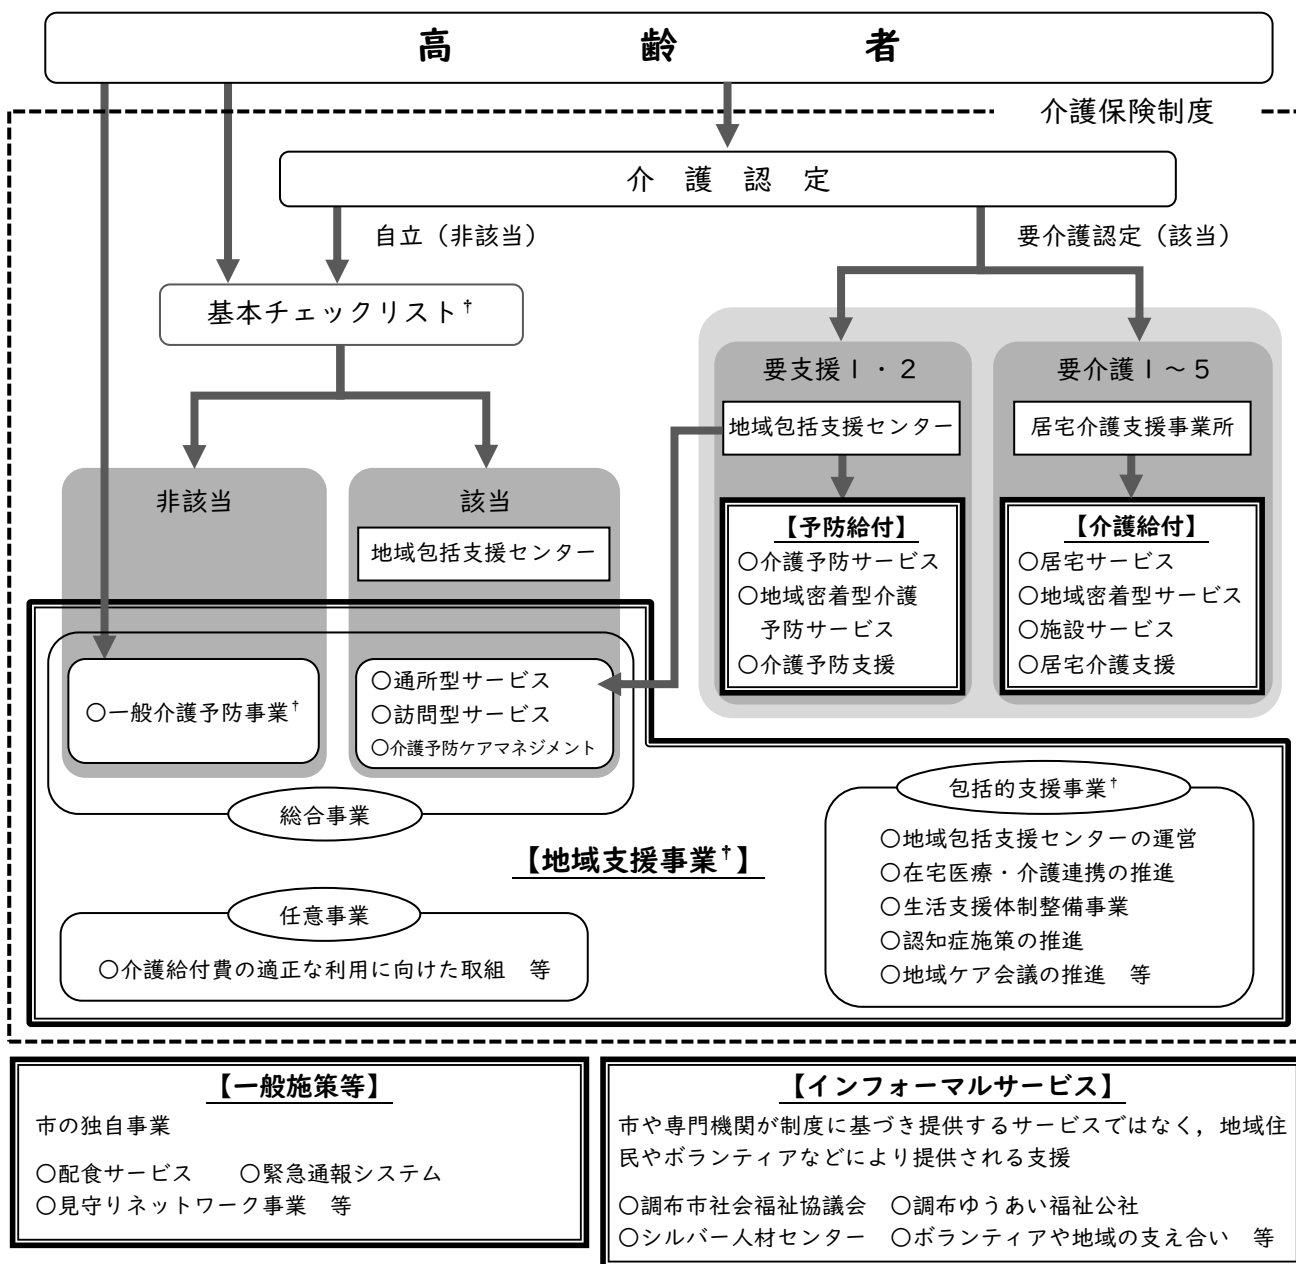 高　齢　者
介護保険制度
介　護　認　定
自立（非該当）
要介護認定（該当）
基本チェックリスト†
要支援１・２
要介護１～５
地域包括支援センター
居宅介護支援事業所
非該当
該当
地域包括支援センター
【予防給付】
○介護予防サービス
○地域密着型介護
予防サービス
○介護予防支援
【介護給付】
○居宅サービス
○地域密着型サービス
○施設サービス
○居宅介護支援
○一般介護予防事業†
○通所型サービス
○訪問型サービス
○介護予防ケアマネジメント
総合事業
【地域支援事業†】
包括的支援事業†
○地域包括支援センターの運営
○在宅医療・介護連携の推進
○生活支援体制整備事業
○認知症施策の推進
○地域ケア会議の推進　等
任意事業
○介護給付費の適正な利用に向けた取組　等
【一般施策等】
市の独自事業
○配食サービス　○緊急通報システム
○見守りネットワーク事業　等
【インフォーマルサービス】
市や専門機関が制度に基づき提供するサービスではなく，地域住
民やボランティアなどにより提供される支援
○調布市社会福祉協議会　○調布ゆうあい福祉公社
○シルバー人材センター　○ボランティアや地域の支え合い　等